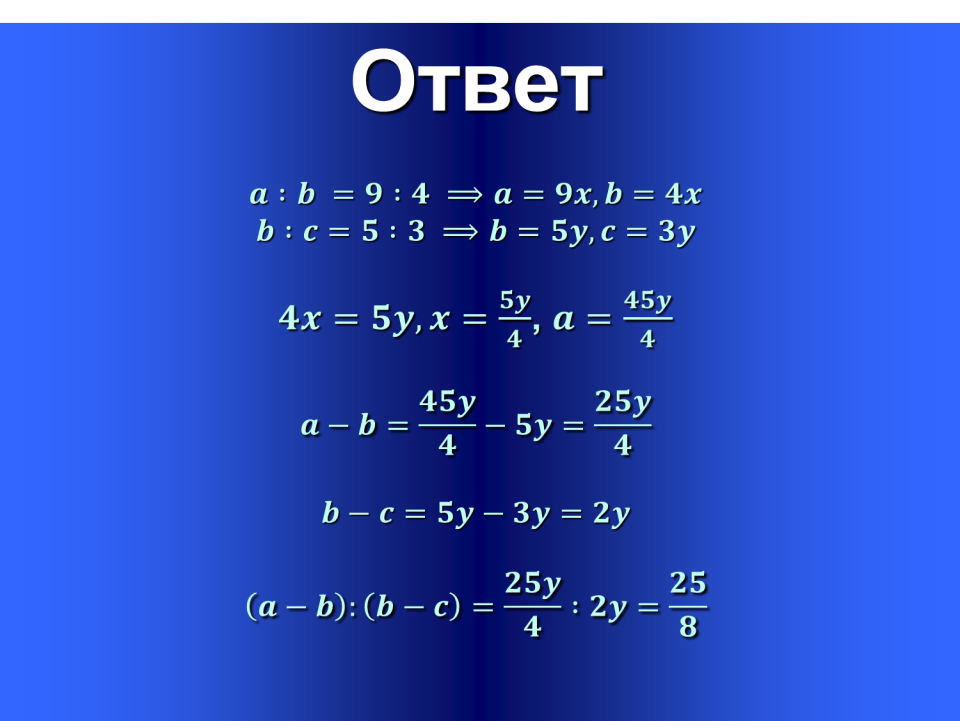 Ответ
a : b = 9 : 4 ⟹ a = 9x, b = 4x
b : c = 5 : 3 ⟹ b = 5y, c = 3y
4x = 5y, x = 5y/4, a = 45y/4
a − b = 45y/4 − 5y = 25y/4
b − c = 5y − 3y = 2y
(a − b): (b − c) = 25y/4 : 2y = 25/8